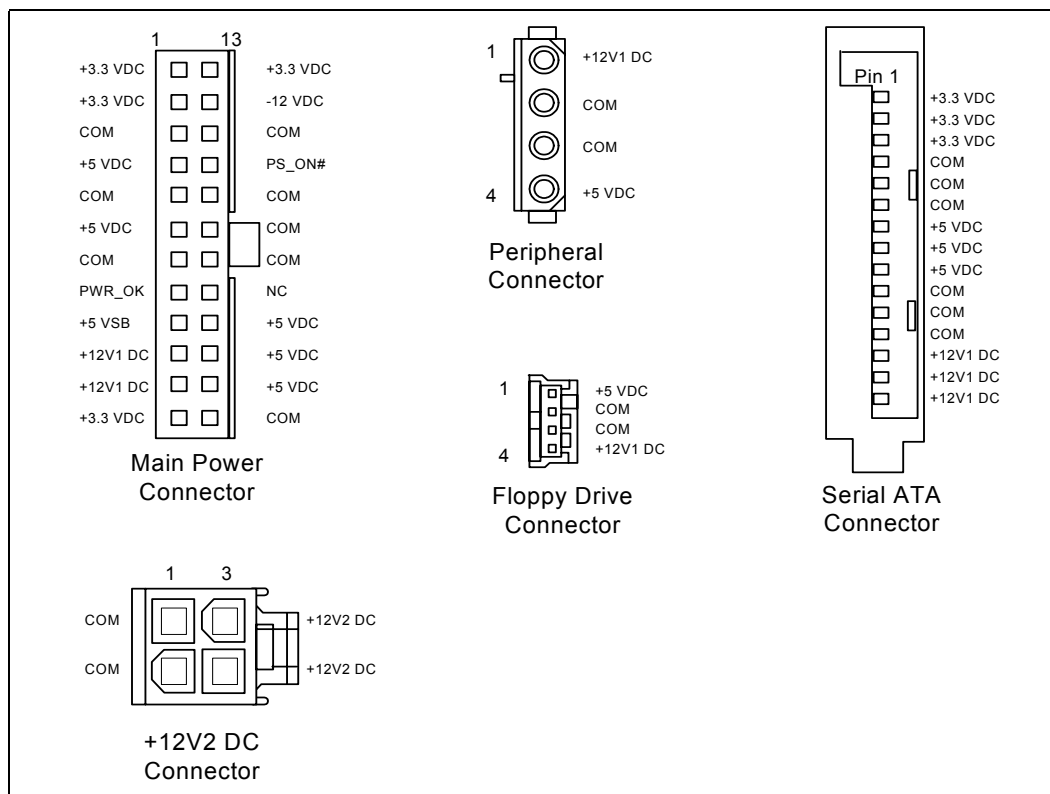 1 13
+3.3 VDC +3.3 VDC
+3.3 VDC -12 VDC
COM COM
+5 VDC PS_ON#
COM COM
+5 VDC COM
COM COM
PWR_OK NC
+5 VSB +5 VDC
+12V1 DC +5 VDC
+12V1 DC +5 VDC
+3.3 VDC COM
Main Power
Connector
1 +12V1 DC
COM
COM
4 +5 VDC
Peripheral
Connector
1 +5 VDC
COM
COM
4 +12V1 DC
Floppy Drive
Connector
Pin 1
+3.3 VDC
+3.3 VDC
+3.3 VDC
COM
COM
COM
+5 VDC
+5 VDC
+5 VDC
COM
COM
COM
+12V1 DC
+12V1 DC
+12V1 DC
Serial ATA
Connector
1 3
COM +12V2 DC
COM +12V2 DC
+12V2 DC
Connector